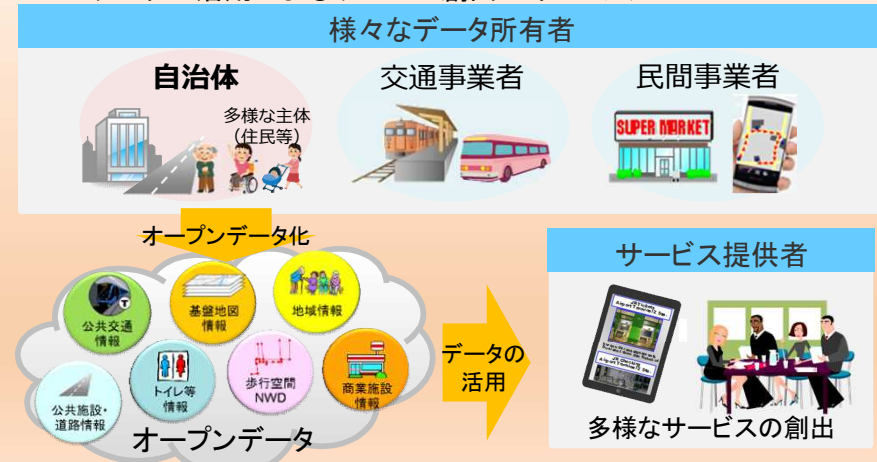 様々なデータ所有者
自治体
交通事業者
民間事業者
多様な主体
(住民等)
SUPER MARKET
オープンデータ化
サービス提供者
公共交通
情報
基盤地図
情報
地域情報
データの
活用
公共施設・
道路情報
トイレ等
情報
歩行空間
NWD
商業施設
情報
オープンデータ
多様なサービスの創出